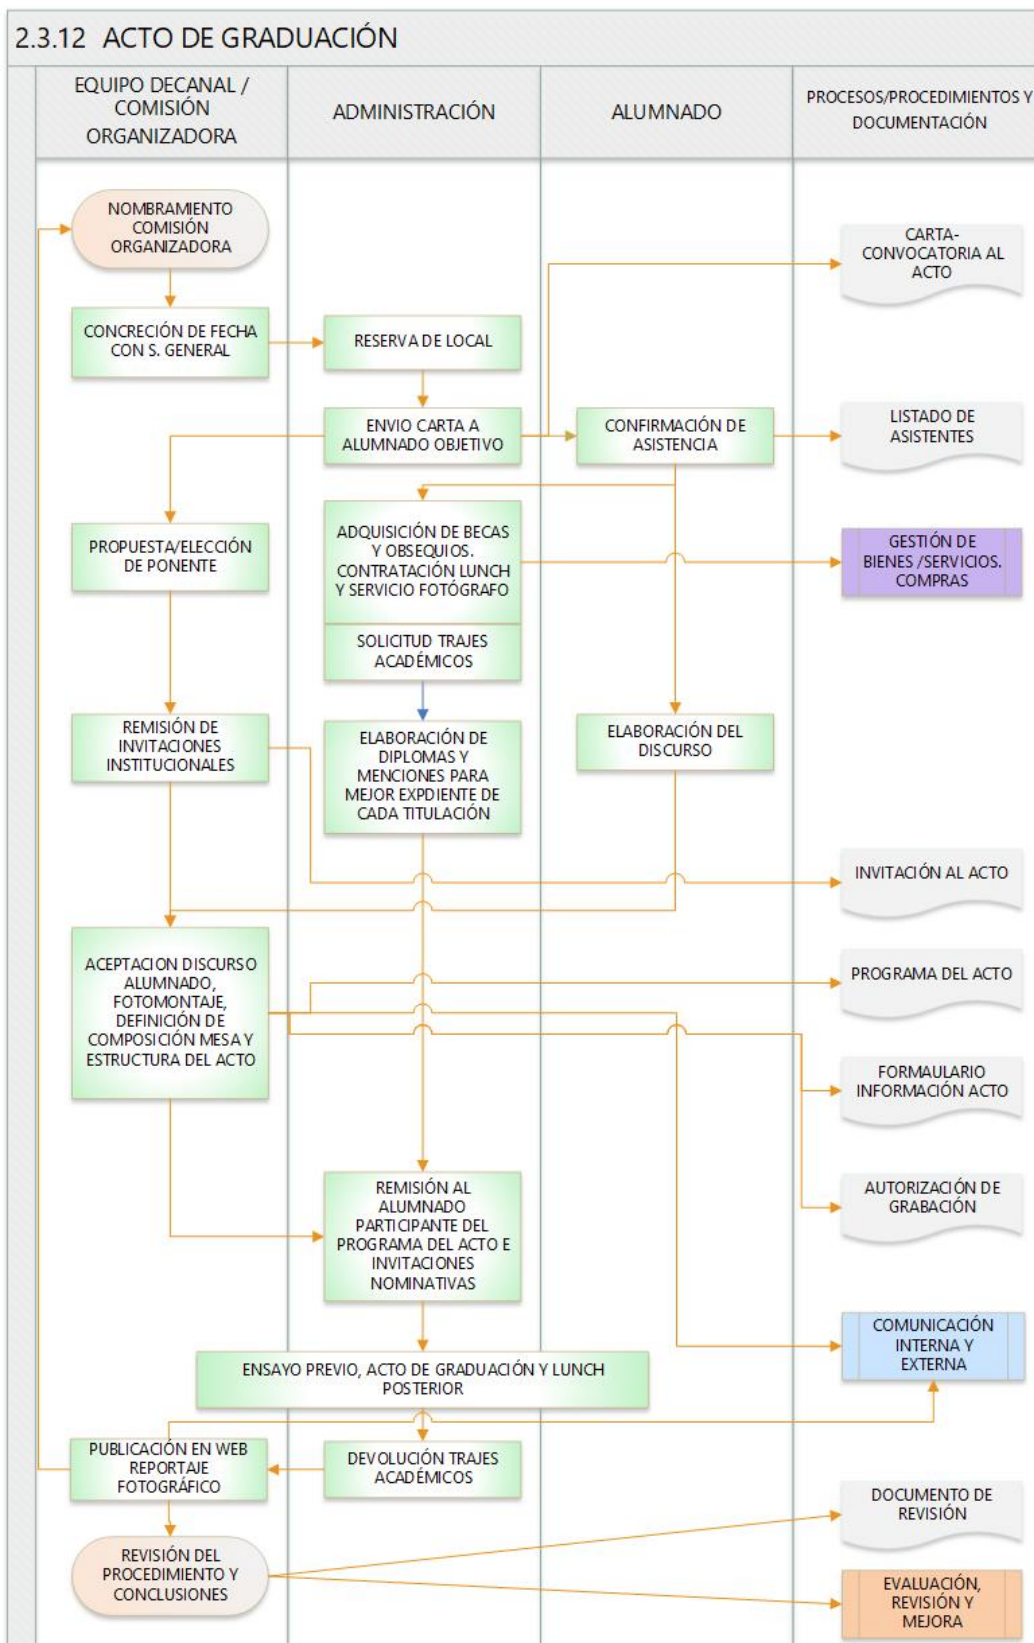 2.3.12 ACTO DE GRADUACIÓN
EQUIPO DECANAL /
COMISIÓN
ORGANIZADORA
ADMINISTRACIÓN
ALUMNADO
PROCESOS/PROCEDIMIENTOS Y
DOCUMENTACIÓN
NOMBRAMIENTO
COMISIÓN
ORGANIZADORA
CARTA-
CONVOCATORIA AL
ACTO
CONCRECIÓN DE FECHA
CON S. GENERAL
RESERVA DE LOCAL
ENVIO CARTA A
ALUMNADO OBJETIVO
CONFIRMACIÓN DE
ASISTENCIA
LISTADO DE
ASISTENTES
PROPUESTA/ELECCIÓN
DE PONENTE
ADQUISICIÓN DE BECAS
Y OBSEQUIOS.
CONTRATACIÓN LUNCH
Y SERVICIO FOTÓGRAFO
GESTIÓN DE
BIENES /SERVICIOS.
COMPRAS
SOLICITUD TRAJES
ACADÉMICOS
REMISIÓN DE
INVITACIONES
INSTITUCIONALES
ELABORACIÓN DE
DIPLOMAS Y
MENCIONES PARA
MEJOR EXPDIENTE DE
CADA TITULACIÓN
ELABORACIÓN DEL
DISCURSO
INVITACIÓN AL ACTO
ACEPTACION DISCURSO
ALUMNADO,
FOTOMONTAJE,
DEFINICIÓN DE
COMPOSICIÓN MESA Y
ESTRUCTURA DEL ACTO
PROGRAMA DEL ACTO
FORMAULARIO
INFORMACIÓN ACTO
REMISIÓN AL
ALUMNADO
PARTICIPANTE DEL
PROGRAMA DEL ACTO E
INVITACIONES
NOMINATIVAS
AUTORIZACIÓN DE
GRABACIÓN
COMUNICACIÓN
INTERNA Y
EXTERNA
ENSAYO PREVIO, ACTO DE GRADUACIÓN Y LUNCH
POSTERIOR
PUBLICACIÓN EN WEB
REPORTAJE
FOTOGRÁFICO
DEVOLUCIÓN TRAJES
ACADÉMICOS
DOCUMENTO DE
REVISIÓN
REVISIÓN DEL
PROCEDIMIENTO Y
CONCLUSIONES
EVALUACIÓN,
REVISIÓN Y
MEJORA